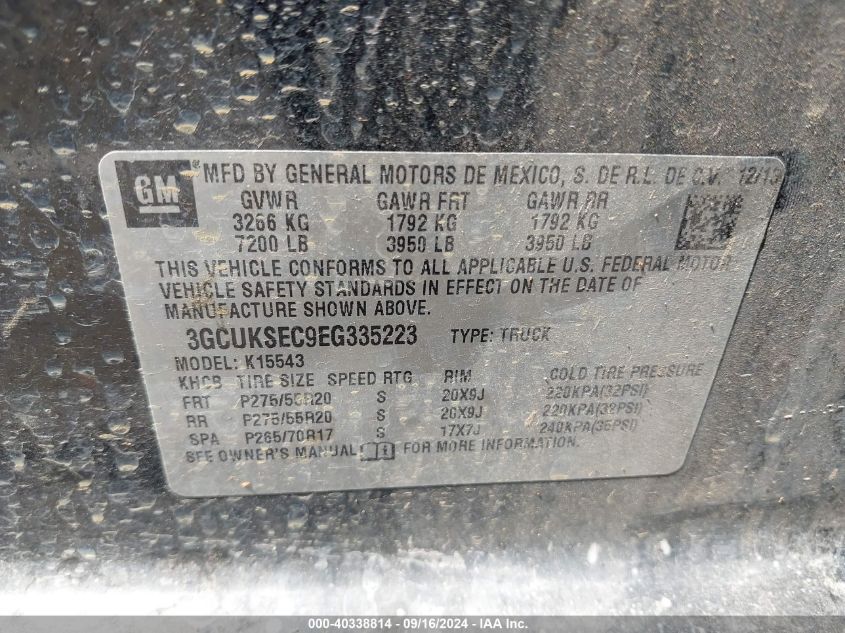 GM ® MFD BY GENERAL MOTORS DE MEXICO, S. DE R.L. DE C.V. 12/13
GVWR GAWR FRT GAWR RR
3266 KG 1792 KG 1792 KG
7200 LB 3950 LB 3950 LB
THIS VEHICLE CONFORMS TO ALL APPLICABLE U.S. FEDERAL MOTOR
VEHICLE SAFETY STANDARDS IN EFFECT ON THE DATE OF
MANUFACTURE SHOWN ABOVE.
3GCUKSEC9EG335223 TYPE: TRUCK
MODEL: K15543
KHCB TIRE SIZE SPEED RTG RIM COLD TIRE PRESSURE
FRT P275/55R20 S 20X9J 220KPA(32PSI)
RR P275/55R20 S 20X9J 220KPA(32PSI)
SPA P265/70R17 S 17X7J 240KPA(35PSI)
SEE OWNER'S MANUAL FOR MORE INFORMATION.
000-40338814 - 09/16/2024 - www.iaai.com